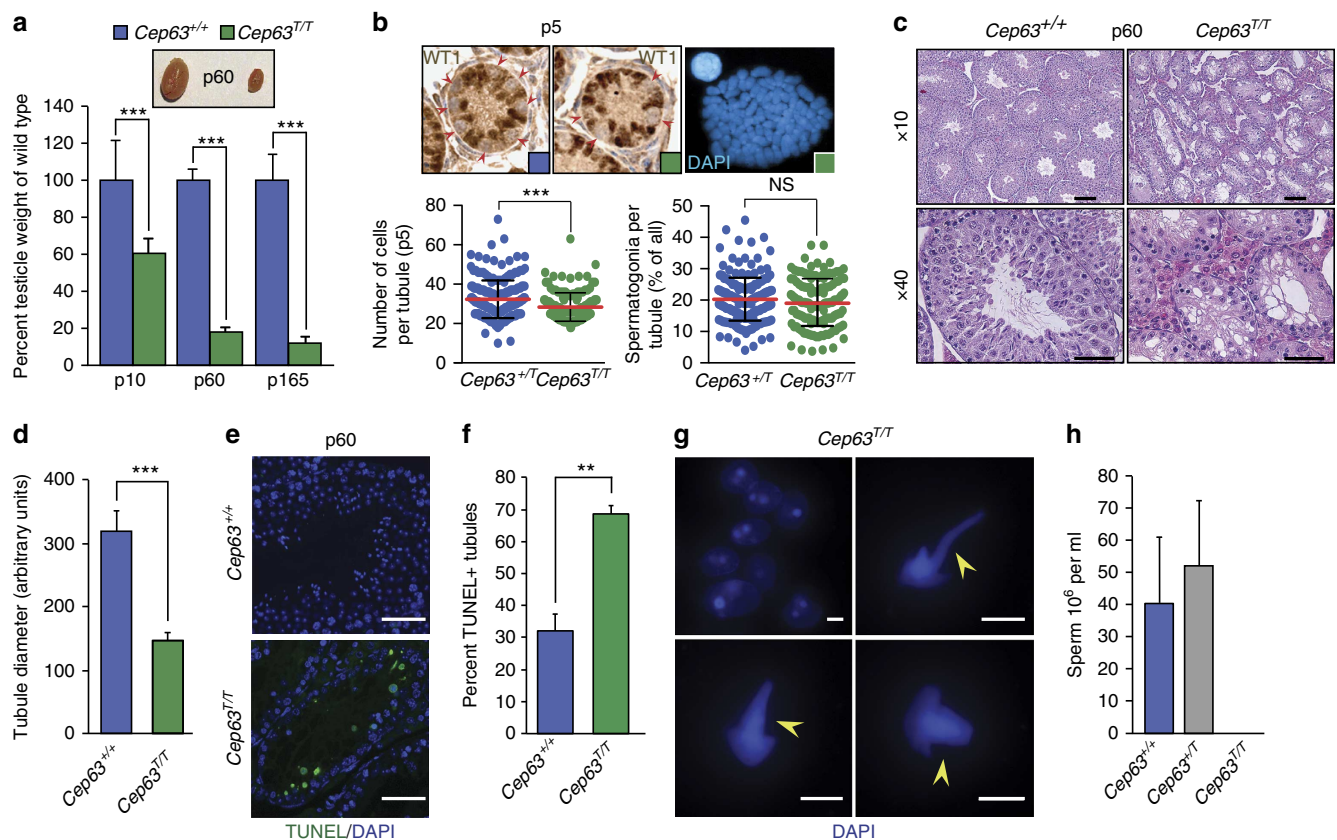 a
Cep63+/+ Cep63T/T
p60
Percent testicle weight of wild type
140
120
100
80
60
40
20
0
*** *** ***
p10 p60 p165
b
p5
WT1 WT1
DAPI
Number of cells
per tubule (p5)
80
60
40
20
0
***
Cep63+/T Cep63T/T
Spermatogonia per
tubule (% of all)
50
40
30
20
10
0
NS
Cep63+/T Cep63T/T
c
Cep63+/+ p60 Cep63T/T
×10
×40
d
Tubule diameter (arbitrary units)
400
300
200
150
0
***
Cep63+/+ Cep63T/T
e
p60
Cep63+/+
Cep63T/T
TUNEL/DAPI
f
Percent TUNEL+ tubules
80
70
60
50
40
30
30
10
0
**
Cep63+/+ Cep63T/T
g
Cep63T/T
DAPI
h
Sperm 10⁶ per ml
80
70
60
50
40
30
20
10
0
Cep63+/+ Cep63+/T Cep63T/T